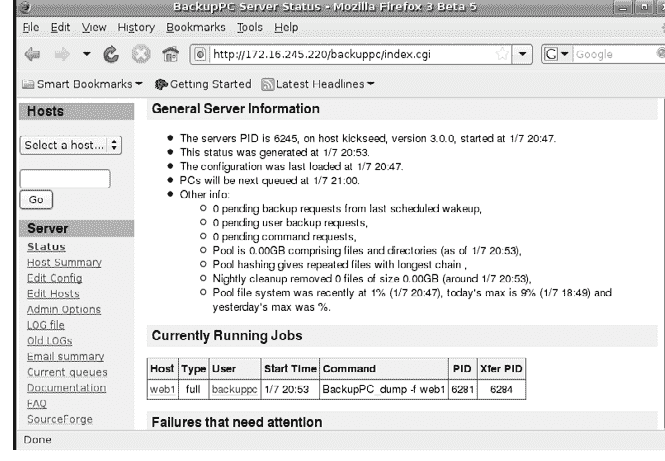 BackupPC Server Status - Mozilla Firefox 3 Beta 5
File Edit View History Bookmarks Tools Help
http://172.16.245.220/backuppc/index.cgi
G Google
Smart Bookmarks Getting Started Latest Headlines
Hosts
Select a host...
Go
Server
Status
Host Summary
Edit Config
Edit Hosts
Admin Options
LOG file
Old LOGs
Email summary
Current queues
Documentation
FAQ
SourceForge
General Server Information
The servers PID is 6245, on host kickseed, version 3.0.0, started at 1/7 20:47.
This status was generated at 1/7 20:53.
The configuration was last loaded at 1/7 20:47.
PCs will be next queued at 1/7 21:00.
Other info:
0 pending backup requests from last scheduled wakeup,
0 pending user backup requests,
0 pending command requests,
Pool is 0.00GB comprising files and directories (as of 1/7 20:53),
Pool hashing gives repeated files with longest chain ,
Nightly cleanup removed 0 files of size 0.00GB (around 1/7 20:53),
Pool file system was recently at 1% (1/7 20:47), today's max is 9% (1/7 18:49) and
yesterday's max was %.
Currently Running Jobs
Host Type User Start Time Command PID Xfer PID
web1 full backuppc 1/7 20:53 BackupPC_dump -f web1 6281 6284
Failures that need attention
Done